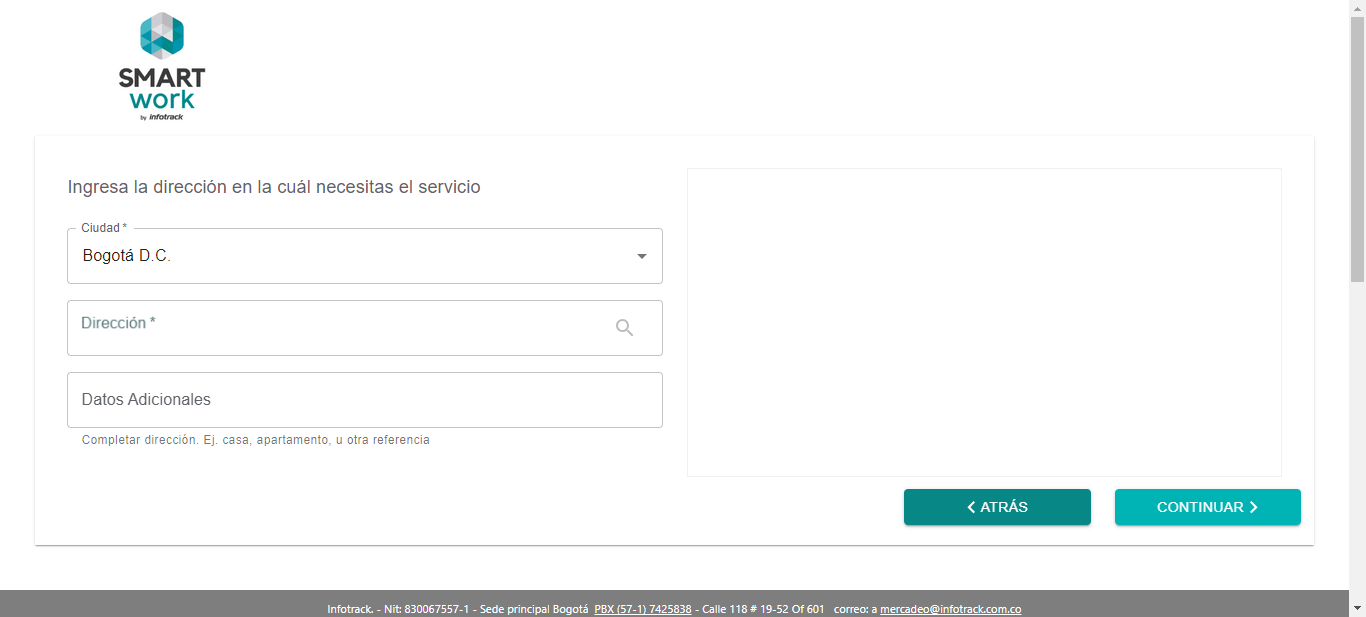 SMART
work
by infotrack
Ingresa la dirección en la cuál necesitas el servicio
Ciudad *
Bogotá D.C.
Dirección *
Datos Adicionales
Completar dirección. Ej. casa, apartamento, u otra referencia
ATRÁS
CONTINUAR
Infotrack. - Nit: 830067557-1 - Sede principal Bogotá PBX (57-1) 7425838 - Calle 118 # 19-52 Of 601 correo: a mercadeo@infotrack.com.co